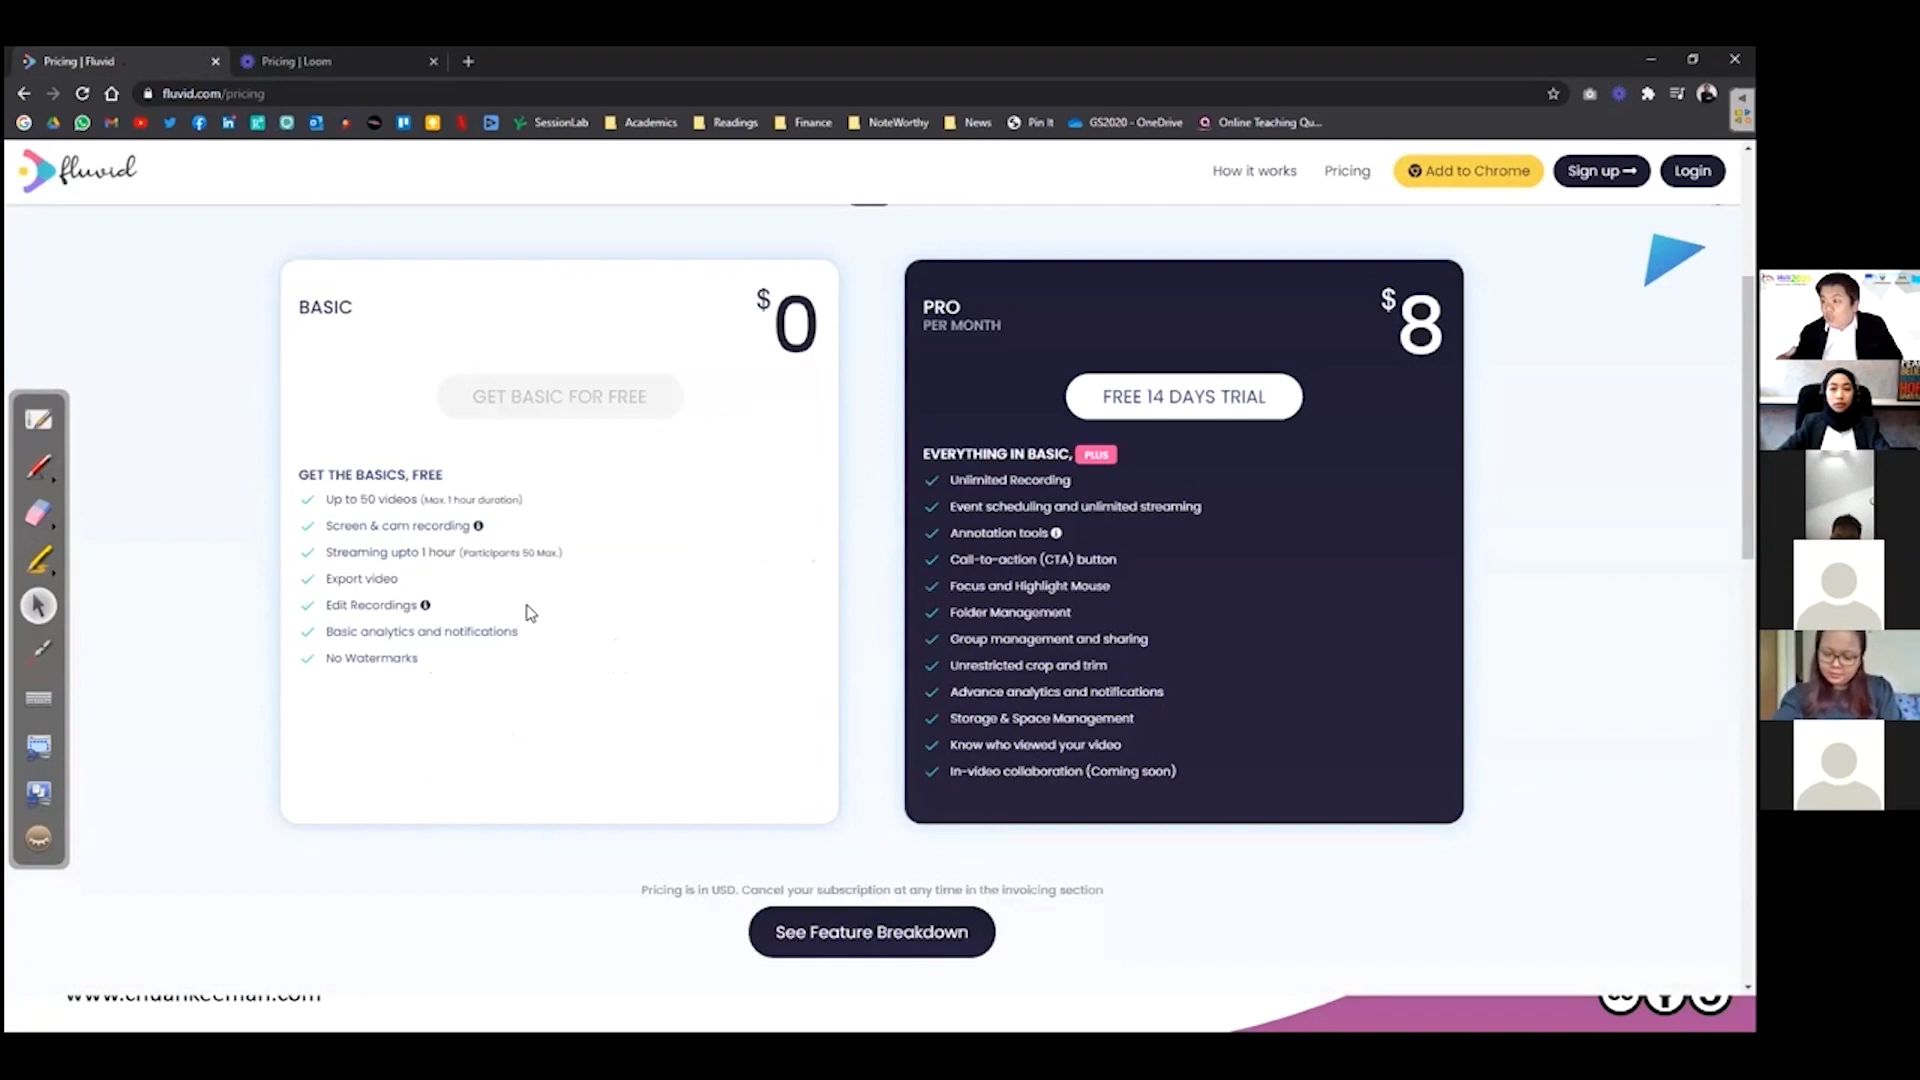 Pricing | Fluvid
Pricing | Loom
fluvid.com/pricing
SessionLab
Academics
Readings
Finance
NoteWorthy
News
Pin It
GS2020 - OneDrive
Online Teaching Qu...
fluvid
How it works
Pricing
Add to Chrome
Sign up
Login
BASIC
$0
GET BASIC FOR FREE
GET THE BASICS, FREE
Up to 50 videos (Max. 1 hour duration)
Screen & cam recording
Streaming upto 1 hour (Participants 50 Max.)
Export video
Edit Recordings
Basic analytics and notifications
No Watermarks
PRO
PER MONTH
$8
FREE 14 DAYS TRIAL
EVERYTHING IN BASIC, PLUS
Unlimited Recording
Event scheduling and unlimited streaming
Annotation tools
Call-to-action (CTA) button
Focus and Highlight Mouse
Folder Management
Group management and sharing
Unrestricted crop and trim
Advance analytics and notifications
Storage & Space Management
Know who viewed your video
In-video collaboration (Coming soon)
Pricing is in USD. Cancel your subscription at any time in the invoicing section
See Feature Breakdown